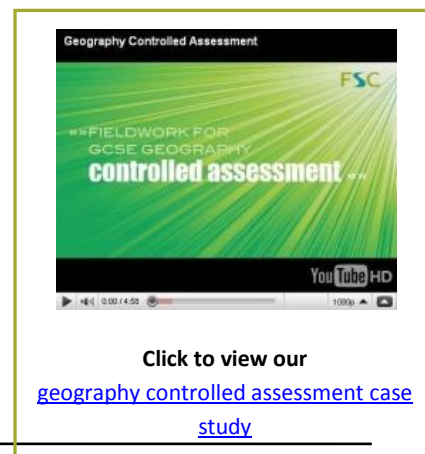 Geography Controlled Assessment
FSC
»»FIELDWORK FOR
GCSE GEOGRAPHY
controlled assessment »»
YouTube HD
0:00 / 4:58
1080p
Click to view our
geography controlled assessment case
study